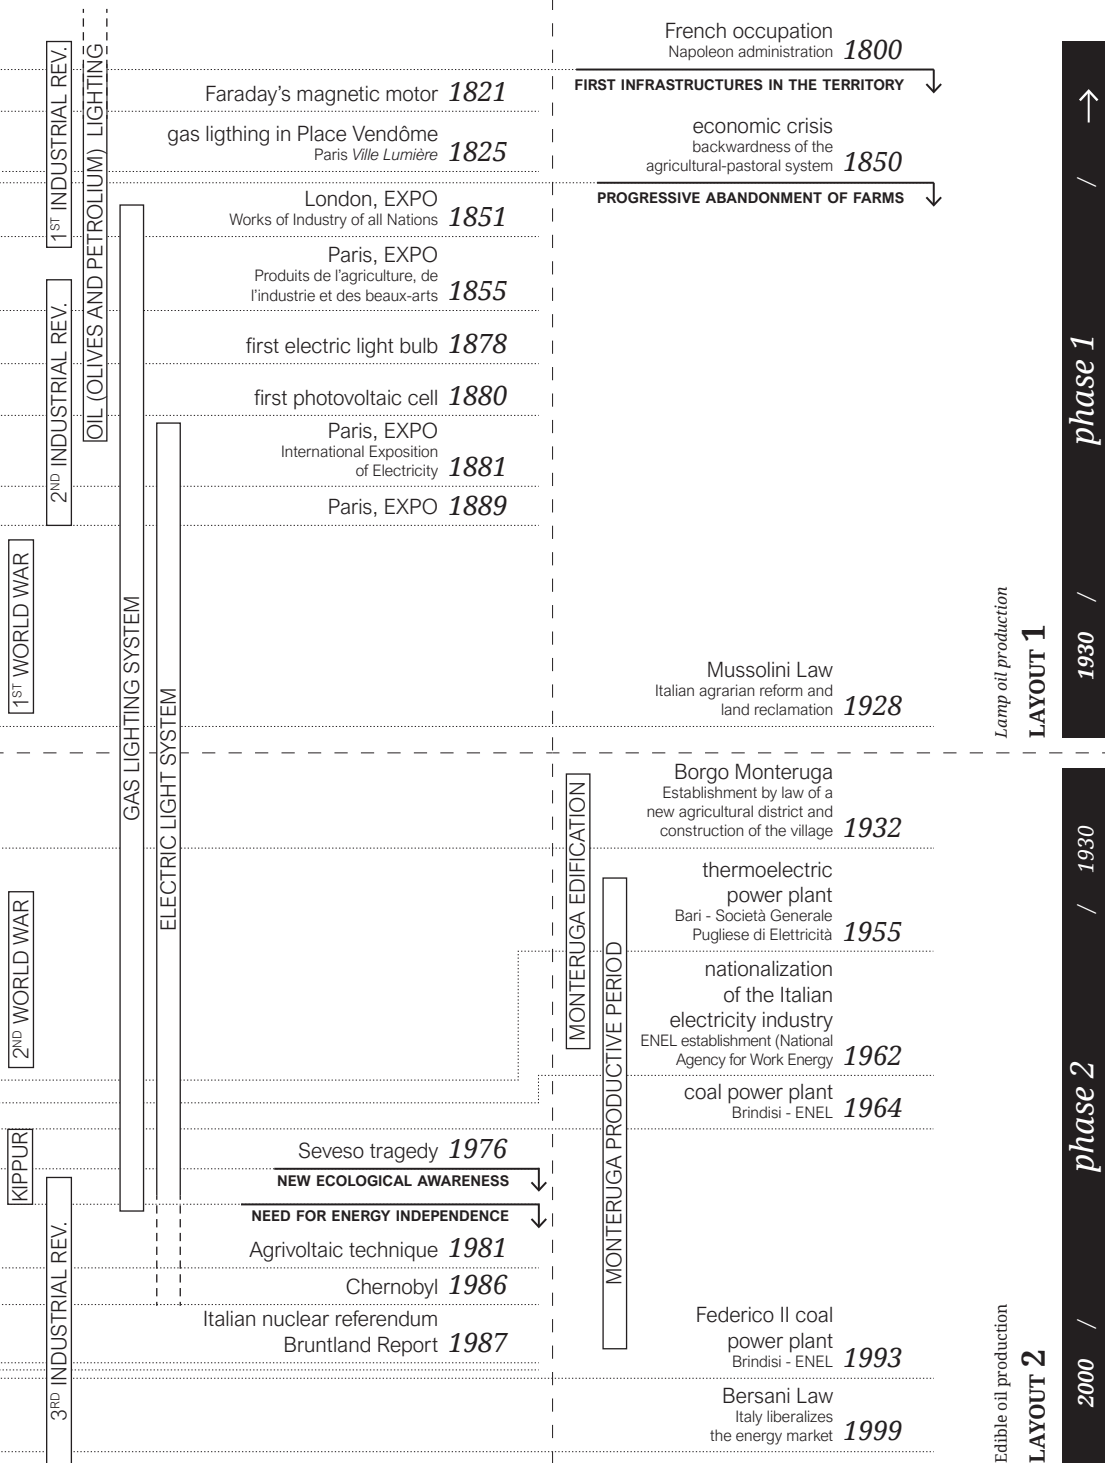 1ST INDUSTRIAL REV.
OIL (OLIVES AND PETROLIUM) LIGHTING
2ND INDUSTRIAL REV.
1ST WORLD WAR
GAS LIGHTING SYSTEM
ELECTRIC LIGHT SYSTEM
2ND WORLD WAR
KIPPUR
3RD INDUSTRIAL REV.
Faraday's magnetic motor 1821
gas ligthing in Place Vendôme
Paris Ville Lumière 1825
London, EXPO
Works of Industry of all Nations 1851
Paris, EXPO
Produits de l'agriculture, de
l'industrie et des beaux-arts 1855
first electric light bulb 1878
first photovoltaic cell 1880
Paris, EXPO
International Exposition
of Electricity 1881
Paris, EXPO 1889
Seveso tragedy 1976
NEW ECOLOGICAL AWARENESS
NEED FOR ENERGY INDEPENDENCE
Agrivoltaic technique 1981
Chernobyl 1986
Italian nuclear referendum
Bruntland Report 1987
French occupation
Napoleon administration 1800
FIRST INFRASTRUCTURES IN THE TERRITORY
economic crisis
backwardness of the
agricultural-pastoral system 1850
PROGRESSIVE ABANDONMENT OF FARMS
Mussolini Law
Italian agrarian reform and
land reclamation 1928
MONTERUGA EDIFICATION
MONTERUGA PRODUCTIVE PERIOD
Borgo Monteruga
Establishment by law of a
new agricultural district and
construction of the village 1932
thermoelectric
power plant
Bari - Società Generale
Pugliese di Elettricità 1955
nationalization
of the Italian
electricity industry
ENEL establishment (National
Agency for Work Energy 1962
coal power plant
Brindisi - ENEL 1964
Federico II coal
power plant
Brindisi - ENEL 1993
Bersani Law
Italy liberalizes
the energy market 1999
Lamp oil production
LAYOUT 1
1930 / phase 1 / →
Edible oil production
LAYOUT 2
2000 / phase 2 / 1930